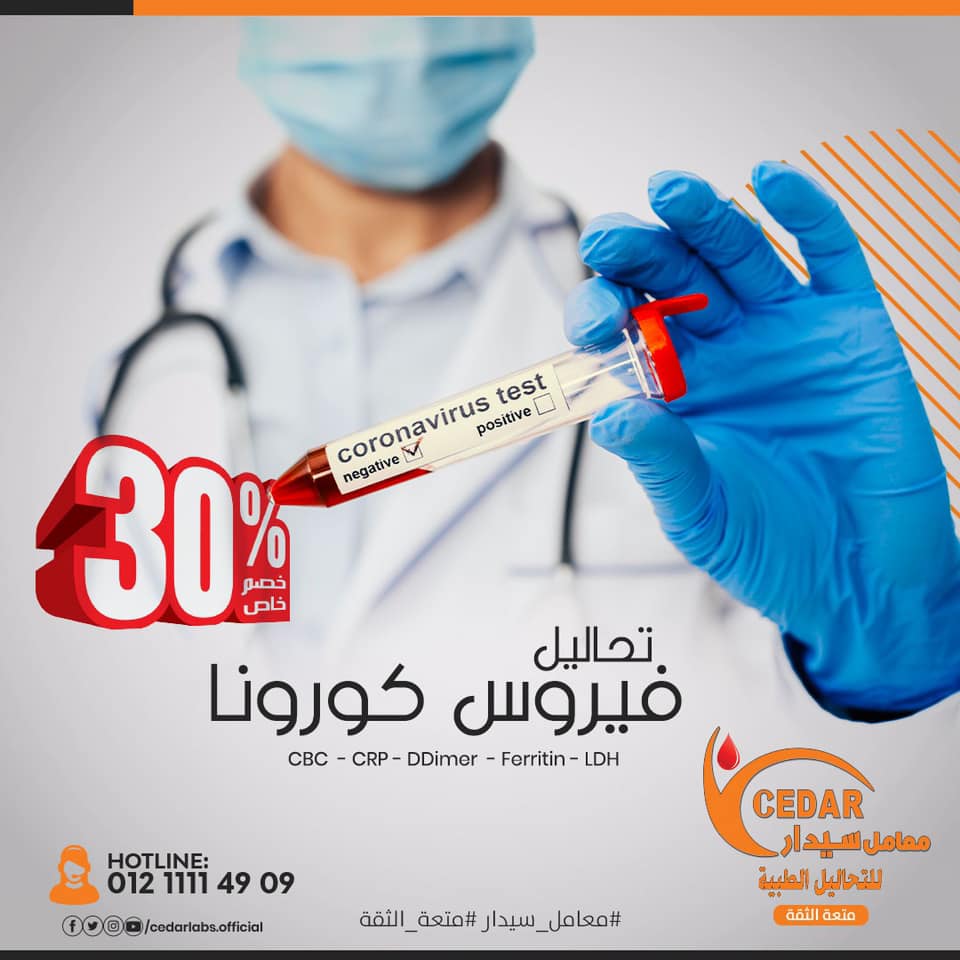 coronavirus test
negative positive
-30%
خصم
خاص
تحاليل
فيروس كورونا
CBC - CRP - DDimer - Ferritin - LDH
CEDAR
معامل سيدار
للتحاليل الطبية
متعة الثقة
HOTLINE:
012 1111 49 09
/cedarlabs.official
#معامل_سيدار #متعة_الثقة